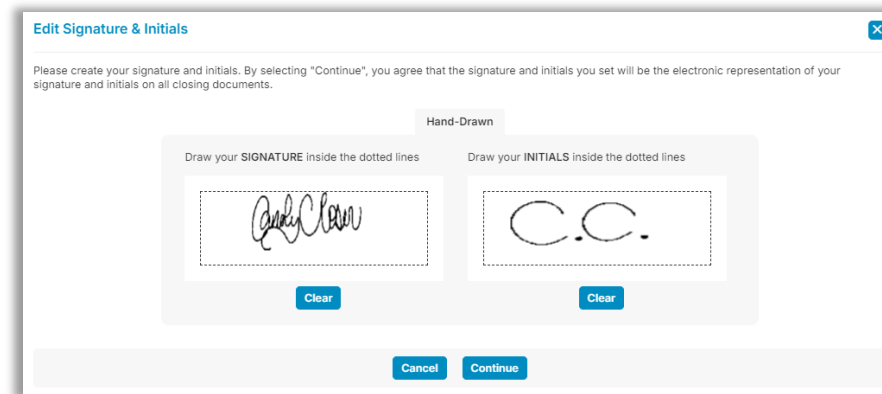 Edit Signature & Initials
Please create your signature and initials. By selecting "Continue", you agree that the signature and initials you set will be the electronic representation of your
signature and initials on all closing documents.
Hand-Drawn
Draw your SIGNATURE inside the dotted lines
Draw your INITIALS inside the dotted lines
C.C.
Clear
Clear
Cancel
Continue